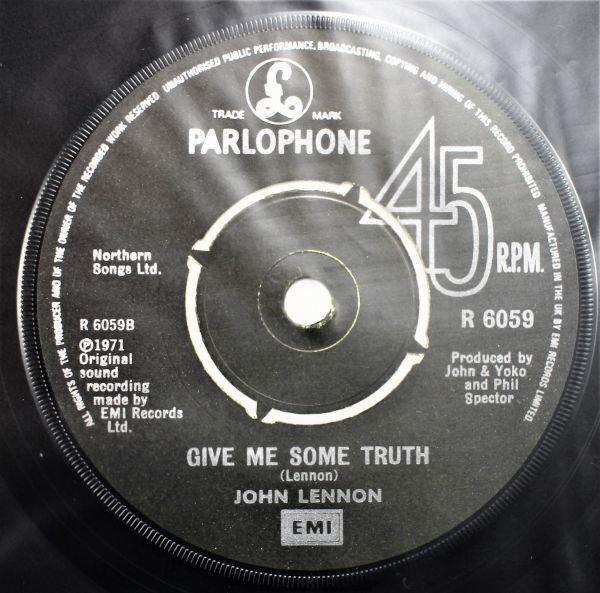 ALL RIGHTS OF THE PRODUCER AND OF THE OWNER OF THE RECORDED WORK RESERVED UNAUTHORISED PUBLIC PERFORMANCE, BROADCASTING, COPYING AND HIRING OF THIS RECORD PROHIBITED MANUFACTURED IN THE UK BY EMI RECORDS LIMITED
£
TRADE MARK
PARLOPHONE
45
R.P.M.
Northern
Songs Ltd.
R 6059B
℗1971
Original
sound
recording
made by
EMI Records
Ltd.
R 6059
Produced by
John & Yoko
and Phil
Spector
GIVE ME SOME TRUTH
(Lennon)
JOHN LENNON
EMI